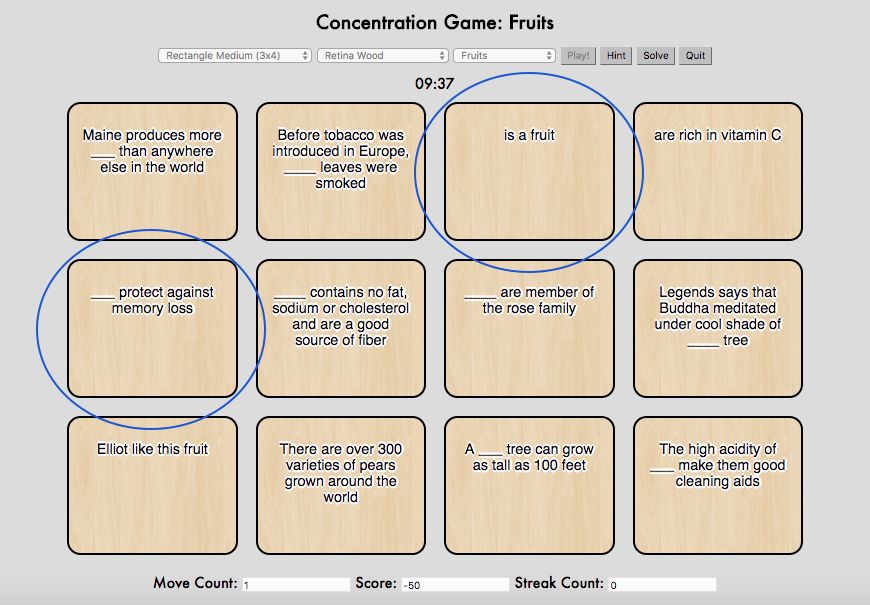 Concentration Game: Fruits
Rectangle Medium (3x4) Retina Wood Fruits Play! Hint Solve Quit
09:37
Maine produces more
___ than anywhere
else in the world
Before tobacco was
introduced in Europe,
____ leaves were
smoked
is a fruit
are rich in vitamin C
___ protect against
memory loss
____ contains no fat,
sodium or cholesterol
and are a good
source of fiber
____ are member of
the rose family
Legends says that
Buddha meditated
under cool shade of
____ tree
Elliot like this fruit
There are over 300
varieties of pears
grown around the
world
A ___ tree can grow
as tall as 100 feet
The high acidity of
___ make them good
cleaning aids
Move Count: 1 Score: -50 Streak Count: 0